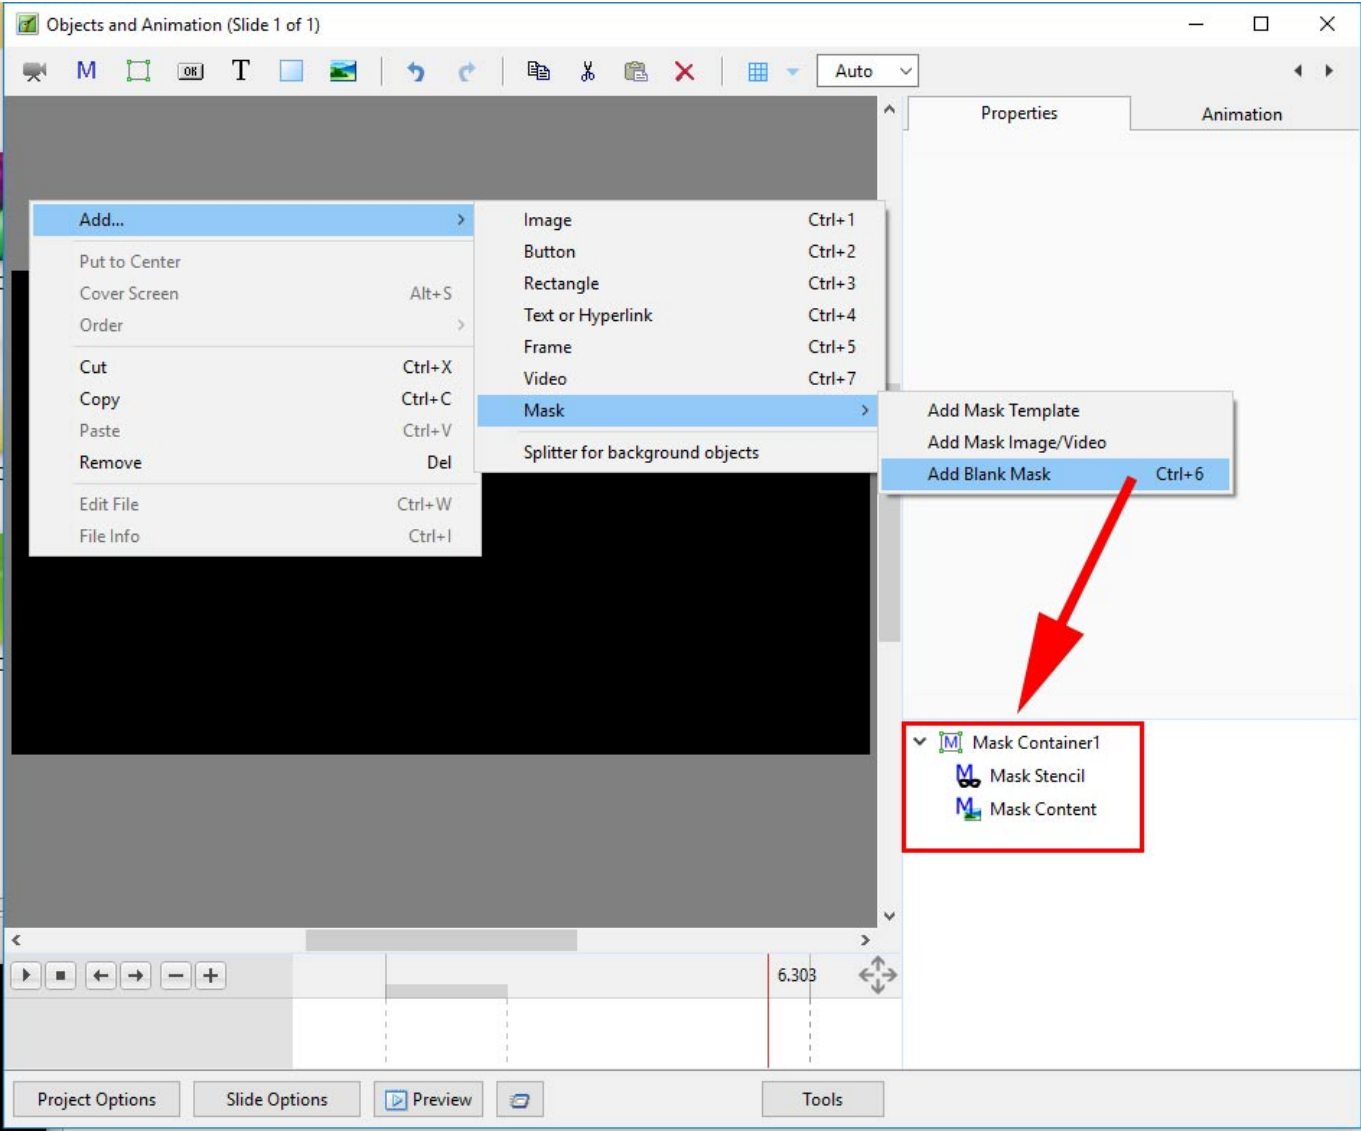 Objects and Animation (Slide 1 of 1)
M OK T Auto
Properties Animation
Add...
Put to Center
Cover Screen Alt+S
Order
Cut Ctrl+X
Copy Ctrl+C
Paste Ctrl+V
Remove Del
Edit File Ctrl+W
File Info Ctrl+I
Image Ctrl+1
Button Ctrl+2
Rectangle Ctrl+3
Text or Hyperlink Ctrl+4
Frame Ctrl+5
Video Ctrl+7
Mask
Splitter for background objects
Add Mask Template
Add Mask Image/Video
Add Blank Mask Ctrl+6
M Mask Container1
M Mask Stencil
M Mask Content
6.303
Project Options Slide Options Preview Tools